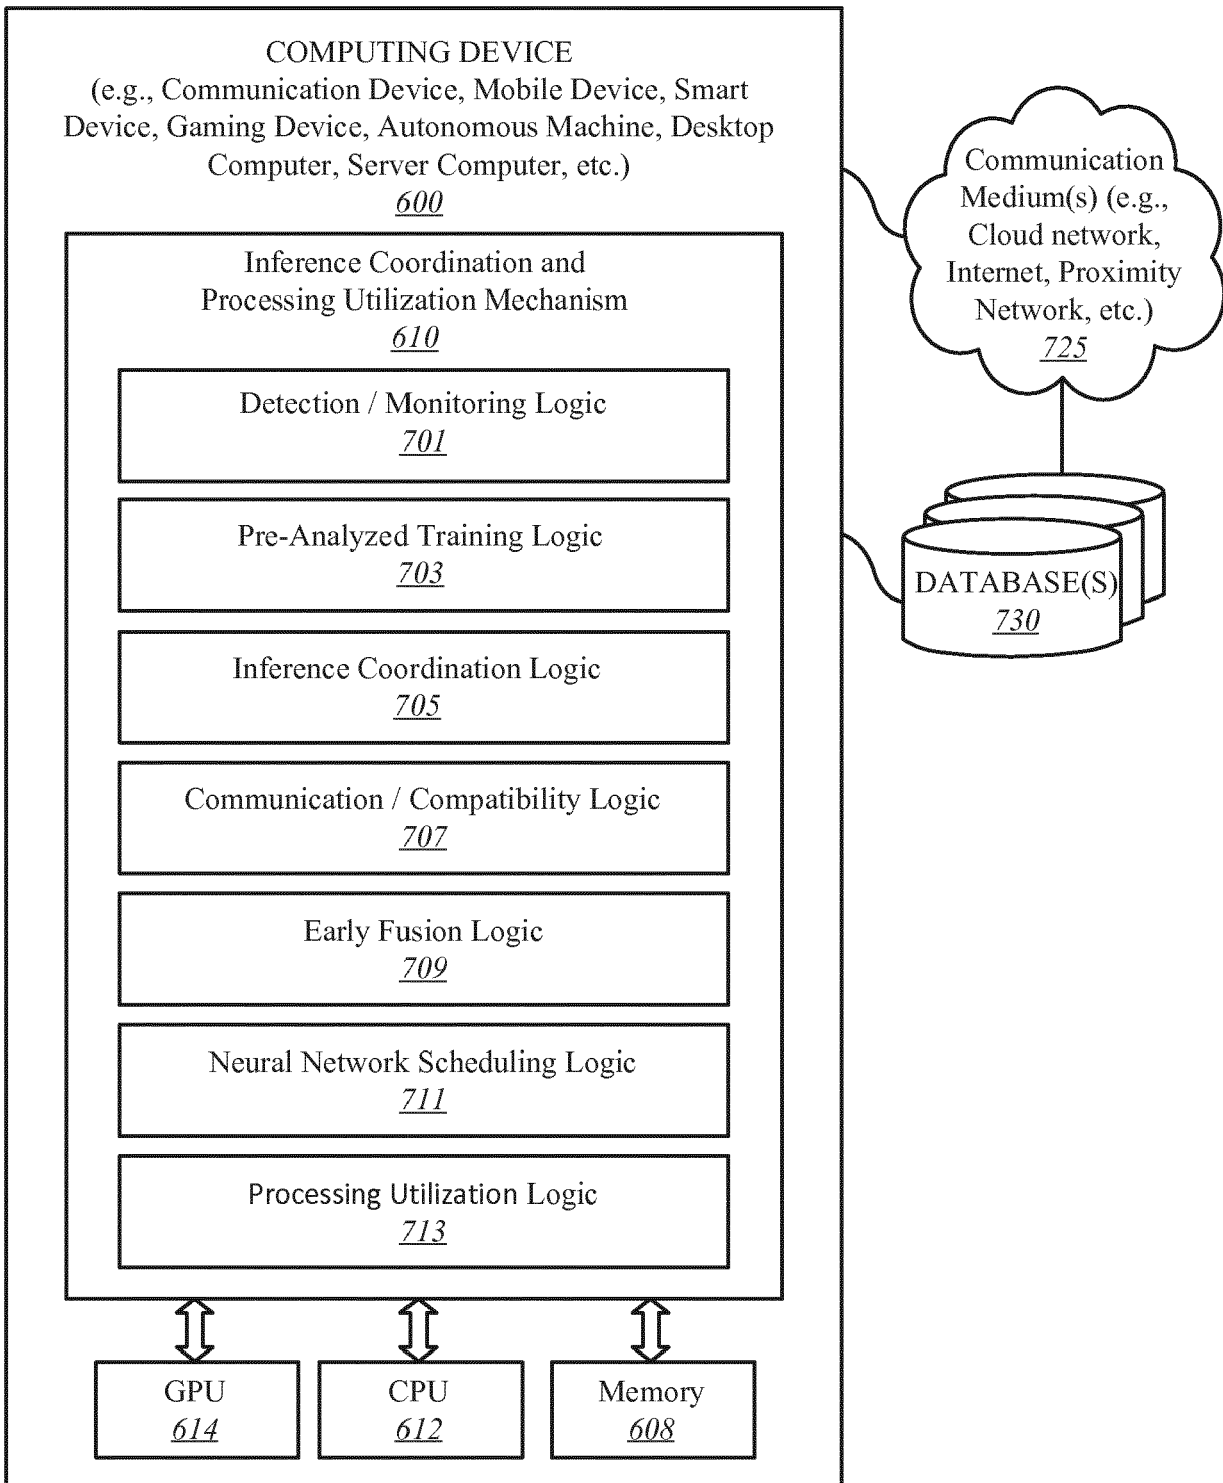 COMPUTING DEVICE
(e.g., Communication Device, Mobile Device, Smart
Device, Gaming Device, Autonomous Machine, Desktop
Computer, Server Computer, etc.)
600
Inference Coordination and
Processing Utilization Mechanism
610
Detection / Monitoring Logic
701
Pre-Analyzed Training Logic
703
Inference Coordination Logic
705
Communication / Compatibility Logic
707
Early Fusion Logic
709
Neural Network Scheduling Logic
711
Processing Utilization Logic
713
GPU
614
CPU
612
Memory
608
Communication
Medium(s) (e.g.,
Cloud network,
Internet, Proximity
Network, etc.)
725
DATABASE(S)
730